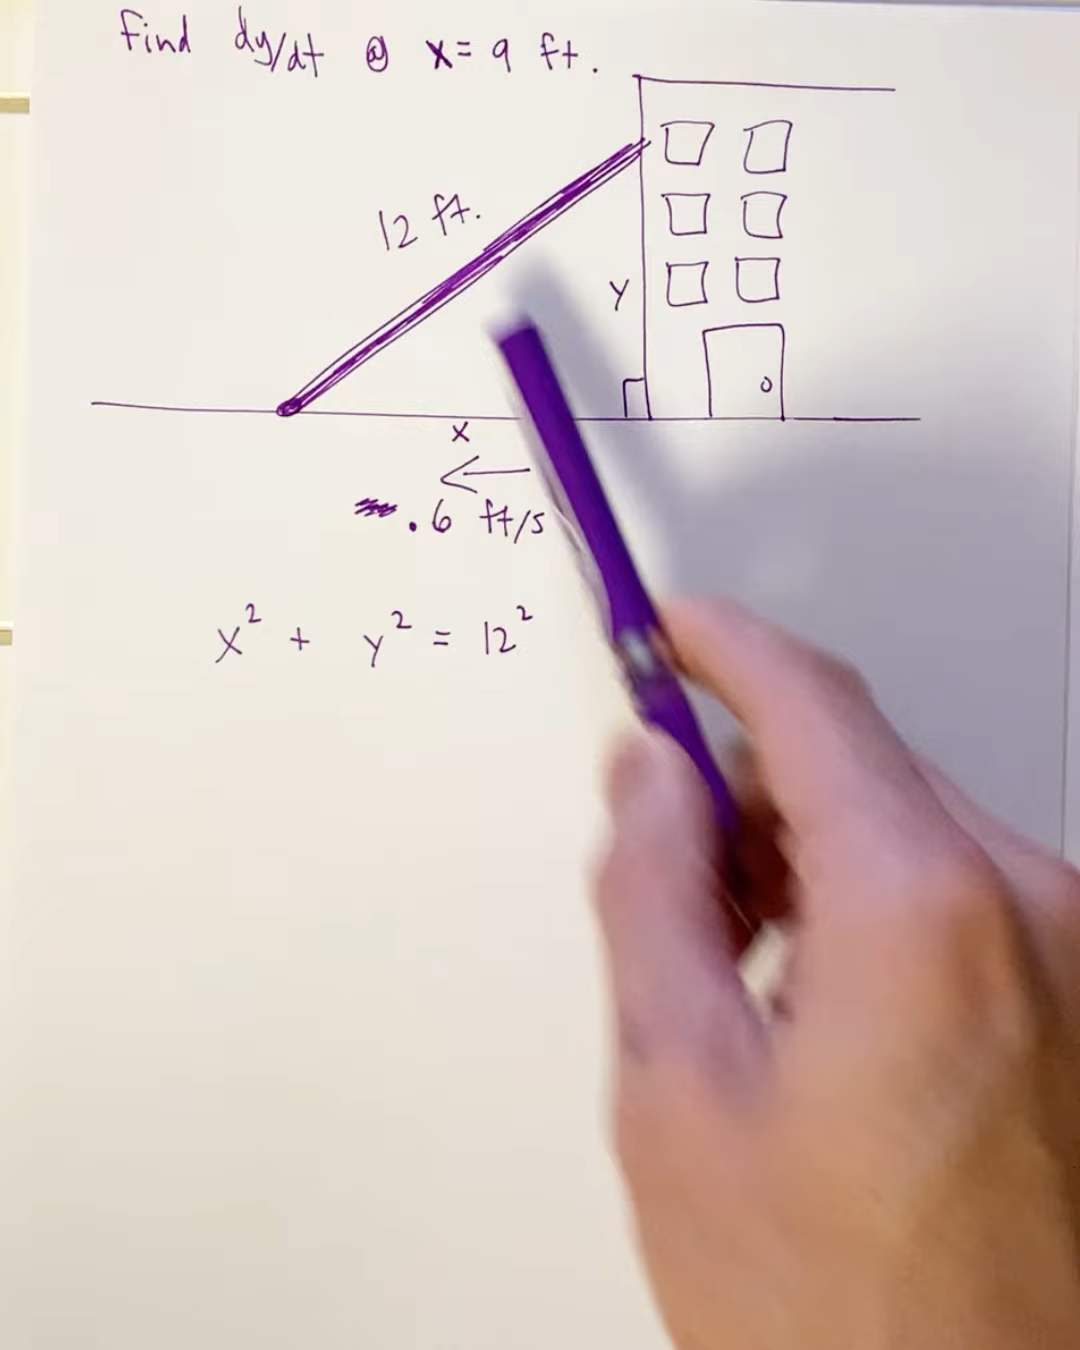 find dy/dt @ x = 9 ft.
12 ft.
y
x
.6 ft/s
x² + y² = 12²